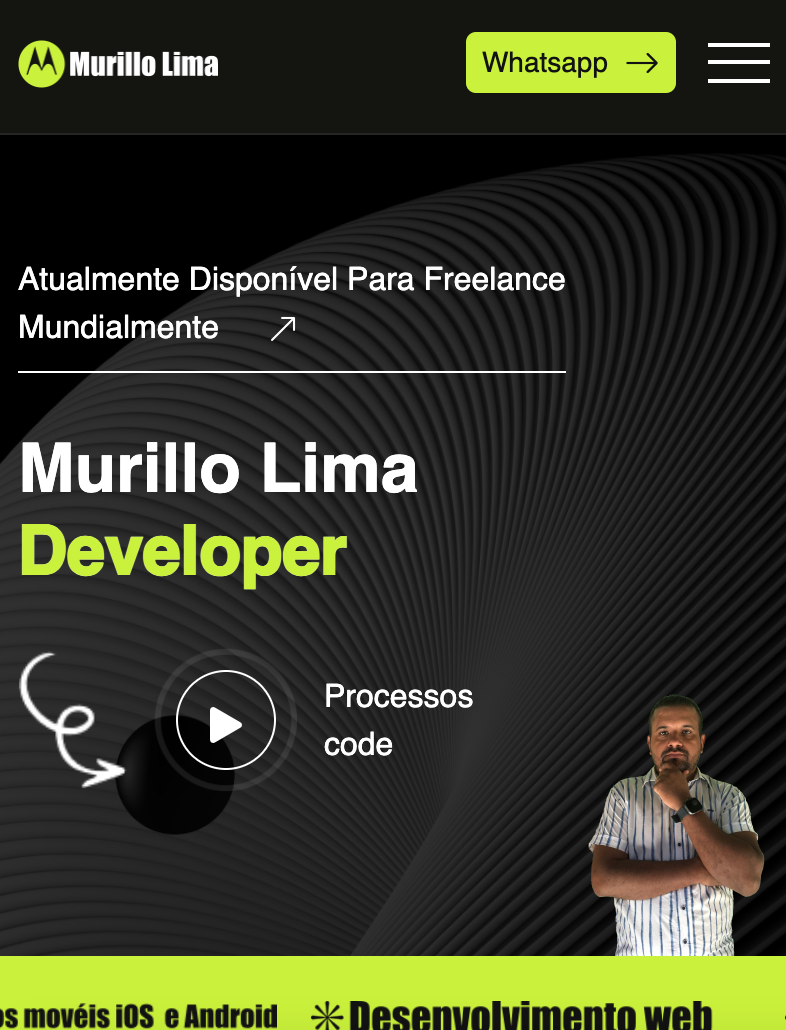 Murillo Lima
Whatsapp
Atualmente Disponível Para Freelance
Mundialmente
Murillo Lima
Developer
Processos
code
os movéis iOS e Android
Desenvolvimento web